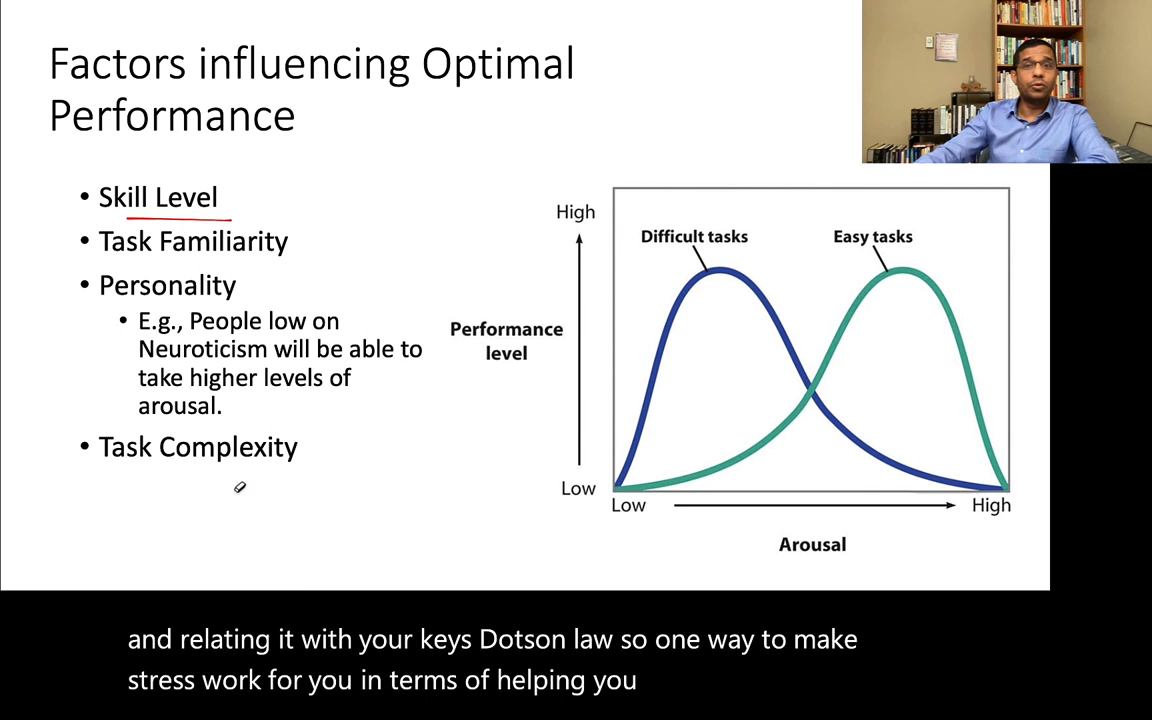 Factors influencing Optimal
Performance
• Skill Level
• Task Familiarity
• Personality
• E.g., People low on
Neuroticism will be able to
take higher levels of
arousal.
• Task Complexity
High
Difficult tasks
Easy tasks
Performance
level
Low
Low
High
Arousal
and relating it with your keys Dotson law so one way to make
stress work for you in terms of helping you